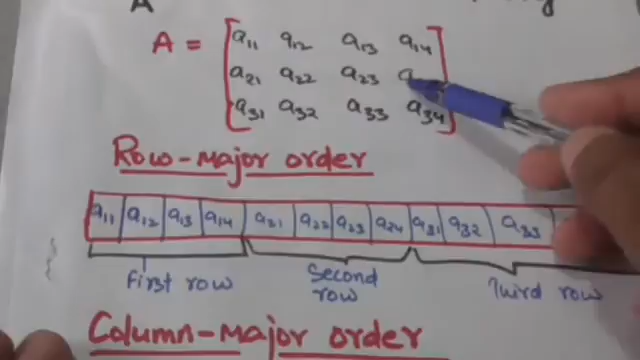 A
A = a11 a12 a13 a14
a21 a22 a23 a
a31 a32 a33 a34
Row-Major order
a11 a12 a13 a14 a21 a22 a23 a24 a31 a32 a33
First row Second row Third row
Column-Major order